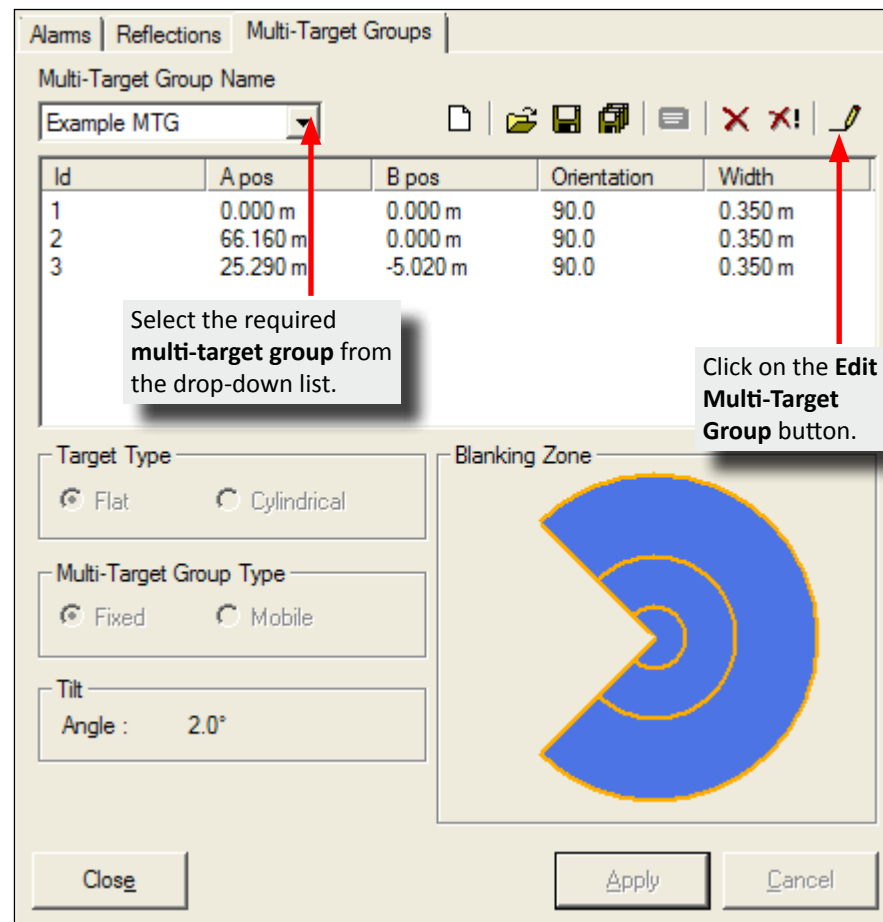 Alarms Reflections Multi-Target Groups
Multi-Target Group Name
Example MTG
Id A pos B pos Orientation Width
1 0.000 m 0.000 m 90.0 0.350 m
2 66.160 m 0.000 m 90.0 0.350 m
3 25.290 m -5.020 m 90.0 0.350 m
Select the required
multi-target group from
the drop-down list.
Click on the Edit
Multi-Target
Group button.
Target Type
Flat Cylindrical
Multi-Target Group Type
Fixed Mobile
Tilt
Angle : 2.0°
Blanking Zone
Close Apply Cancel